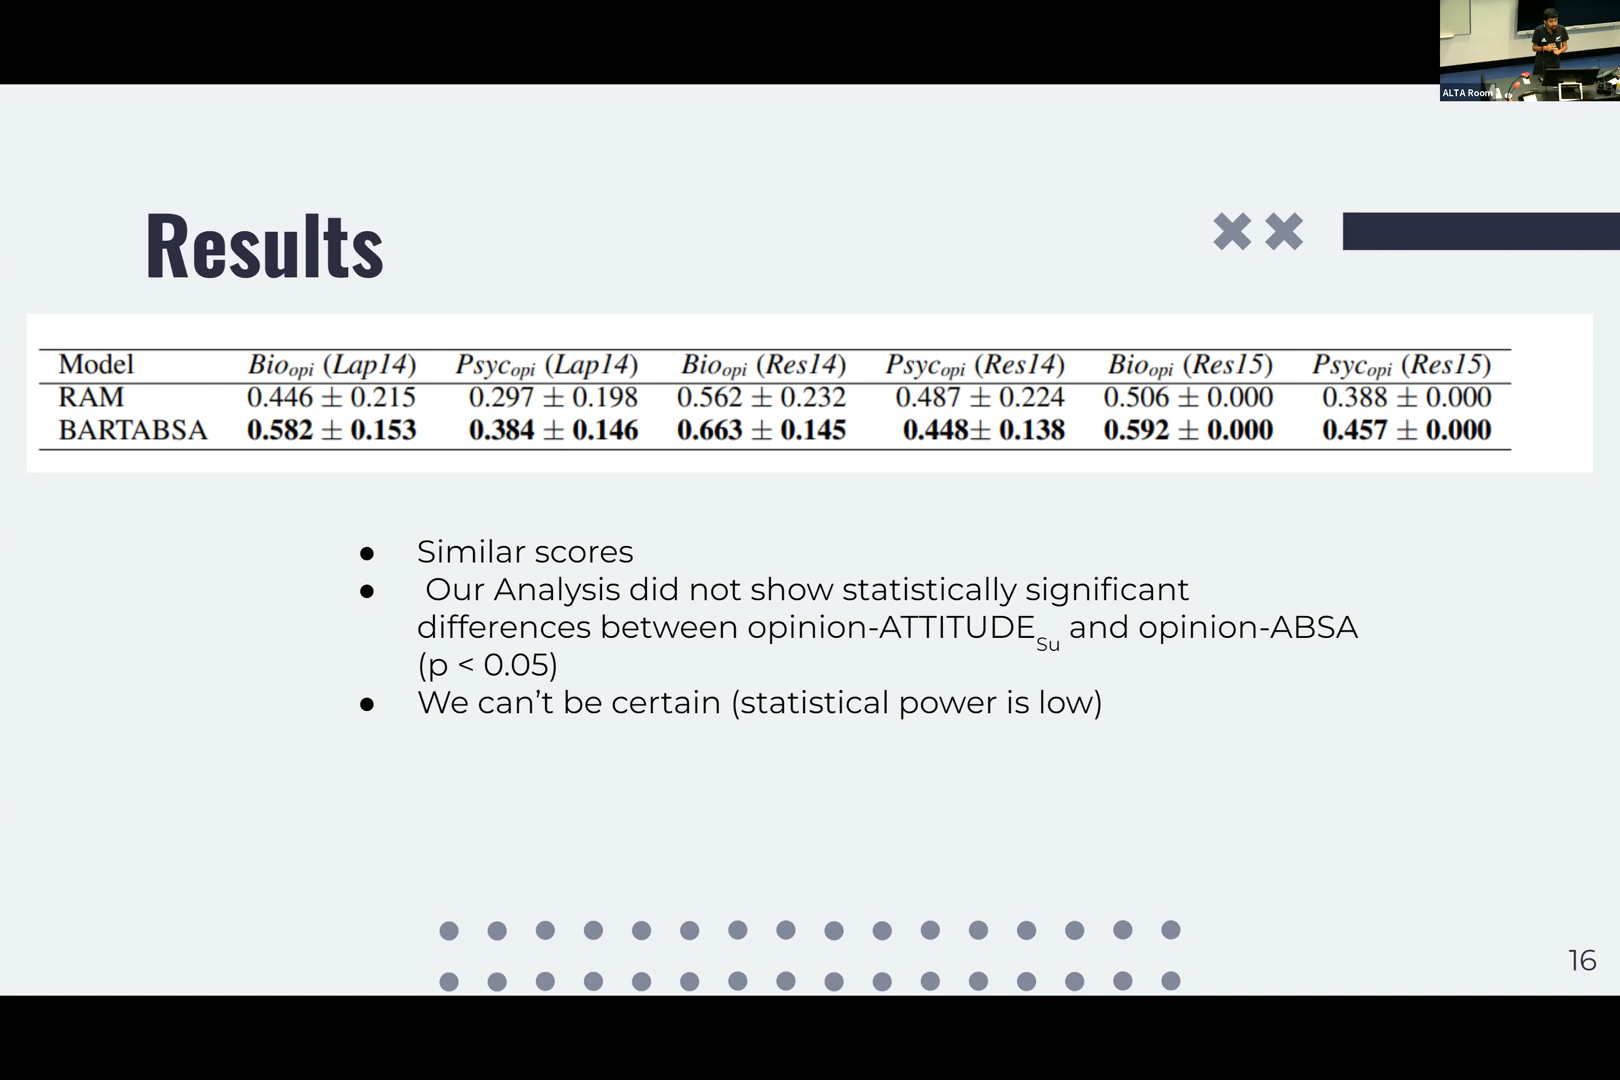 ALTA Room
Results
Model Bio_opi (Lap14) Psyc_opi (Lap14) Bio_opi (Res14) Psyc_opi (Res14) Bio_opi (Res15) Psyc_opi (Res15)
RAM 0.446 ± 0.215 0.297 ± 0.198 0.562 ± 0.232 0.487 ± 0.224 0.506 ± 0.000 0.388 ± 0.000
BARTABSA 0.582 ± 0.153 0.384 ± 0.146 0.663 ± 0.145 0.448± 0.138 0.592 ± 0.000 0.457 ± 0.000
● Similar scores
● Our Analysis did not show statistically significant
differences between opinion-ATTITUDE_Su and opinion-ABSA
(p < 0.05)
● We can’t be certain (statistical power is low)
16